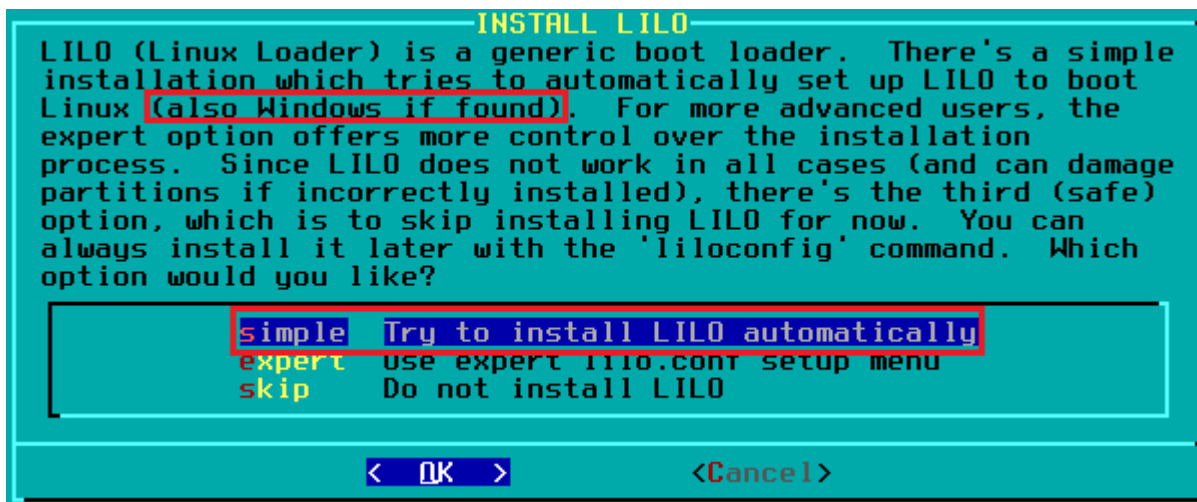 INSTALL LILO
LILO (Linux Loader) is a generic boot loader.  There's a simple
installation which tries to automatically set up LILO to boot
Linux (also Windows if found).  For more advanced users, the
expert option offers more control over the installation
process.  Since LILO does not work in all cases (and can damage
partitions if incorrectly installed), there's the third (safe)
option, which is to skip installing LILO for now.  You can
always install it later with the 'liloconfig' command.  Which
option would you like?
simple  Try to install LILO automatically
expert  Use expert lilo.conf setup menu
skip    Do not install LILO
<  OK  >  <Cancel>